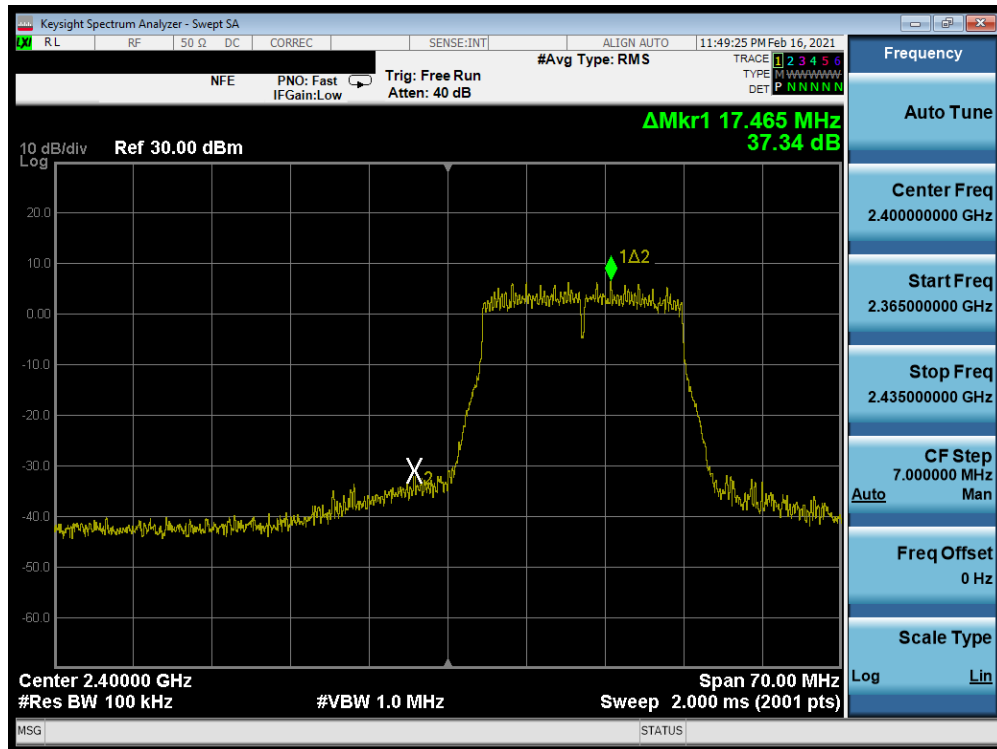 Keysight Spectrum Analyzer - Swept SA
LXI RL RF 50 Ω DC CORREC SENSE:INT ALIGN AUTO 11:49:25 PM Feb 16, 2021
NFE
PNO: Fast
IFGain:Low
Trig: Free Run
Atten: 40 dB
#Avg Type: RMS
TRACE 1 2 3 4 5 6
TYPE M WWWWW
DET P N N N N N
ΔMkr1 17.465 MHz
37.34 dB
10 dB/div Ref 30.00 dBm
Log
20.0
10.0
0.00
-10.0
-20.0
-30.0
-40.0
-50.0
-60.0
1Δ2
X2
Center 2.40000 GHz
#Res BW 100 kHz
#VBW 1.0 MHz
Span 70.00 MHz
Sweep 2.000 ms (2001 pts)
MSG
STATUS
Frequency
Auto Tune
Center Freq
2.400000000 GHz
Start Freq
2.365000000 GHz
Stop Freq
2.435000000 GHz
CF Step
7.000000 MHz
Auto Man
Freq Offset
0 Hz
Scale Type
Log Lin